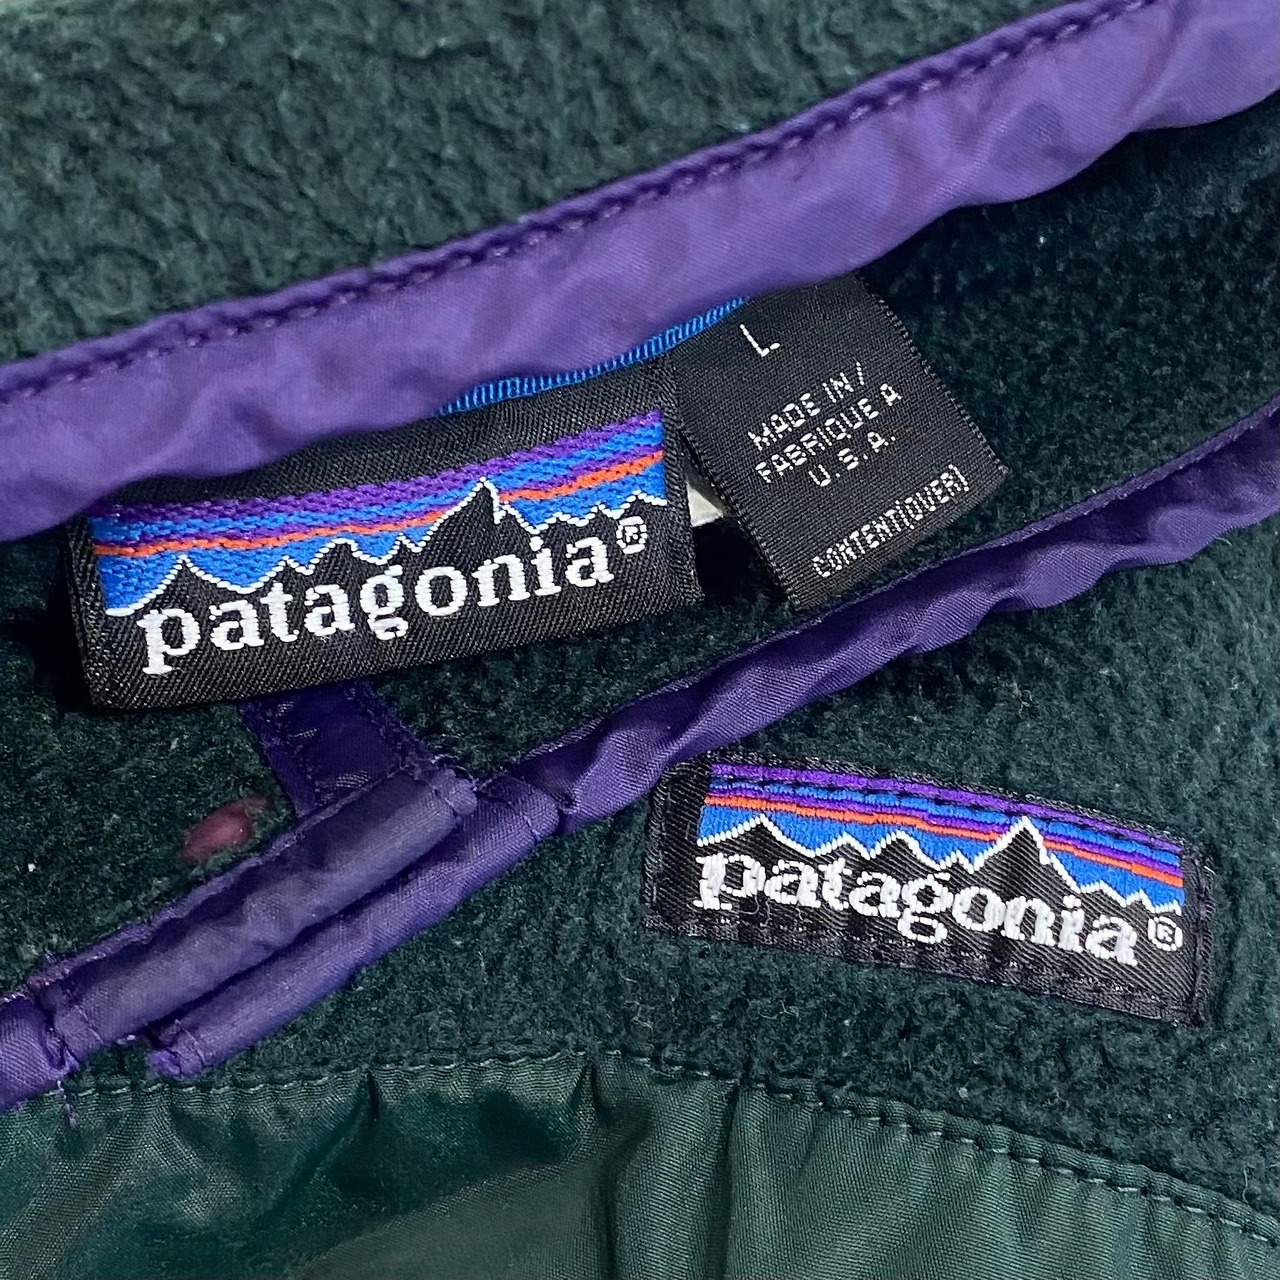 L.
MADE IN/
FABRIQUE A
U.S.A.
CONTENT(OVER)
patagonia®
patagonia®